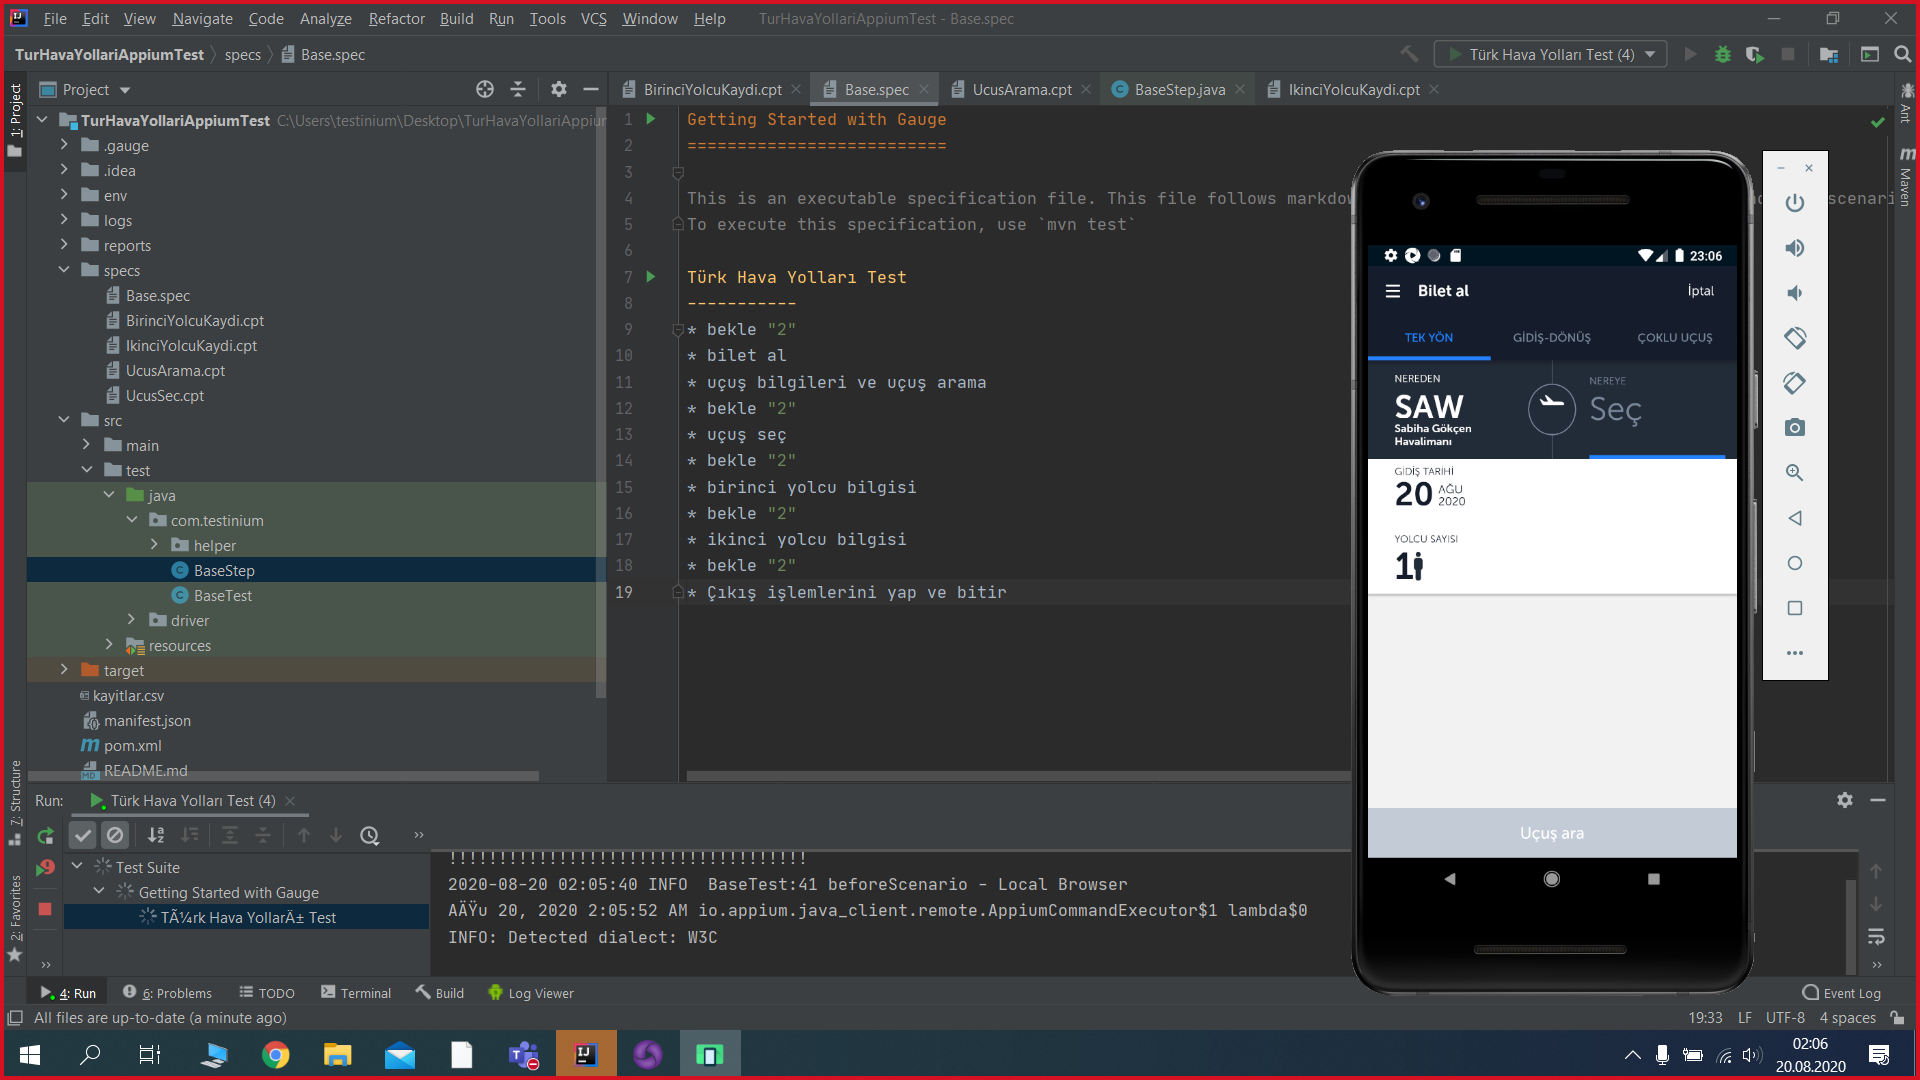 File Edit View Navigate Code Analyze Refactor Build Run Tools VCS Window Help TurHavaYollariAppiumTest - Base.spec
TurHavaYollariAppiumTest specs Base.spec
Türk Hava Yolları Test (4)
1: Project
7: Structure
2: Favorites
Ant
Maven
Project
TurHavaYollariAppiumTest C:\Users\testinium\Desktop\TurHavaYollariAppiur
.gauge
.idea
env
logs
reports
specs
Base.spec
BirinciYolcuKaydi.cpt
IkinciYolcuKaydi.cpt
UcusArama.cpt
UcusSec.cpt
src
main
test
java
com.testinium
helper
BaseStep
BaseTest
driver
resources
target
kayitlar.csv
manifest.json
pom.xml
README.md
BirinciYolcuKaydi.cpt Base.spec UcusArama.cpt BaseStep.java IkinciYolcuKaydi.cpt
1 Getting Started with Gauge
2 ==========================
3
4 This is an executable specification file. This file follows markdow scenari
5 To execute this specification, use `mvn test`
6
7 Türk Hava Yolları Test
8 -----------
9 * bekle "2"
10 * bilet al
11 * uçuş bilgileri ve uçuş arama
12 * bekle "2"
13 * uçuş seç
14 * bekle "2"
15 * birinci yolcu bilgisi
16 * bekle "2"
17 * ikinci yolcu bilgisi
18 * bekle "2"
19 * Çıkış işlemlerini yap ve bitir
23:06
Bilet al İptal
TEK YÖN GİDİŞ-DÖNÜŞ ÇOKLU UÇUŞ
NEREDEN NEREYE
SAW Seç
Sabiha Gökçen
Havalimanı
GİDİŞ TARİHİ
20 AĞU
2020
YOLCU SAYISI
1
Uçuş ara
Run: Türk Hava Yolları Test (4)
Test Suite
Getting Started with Gauge
TÃ¼rk Hava YollarÄ± Test
2020-08-20 02:05:40 INFO BaseTest:41 beforeScenario - Local Browser
AÄŸu 20, 2020 2:05:52 AM io.appium.java_client.remote.AppiumCommandExecutor$1 lambda$0
INFO: Detected dialect: W3C
4: Run 6: Problems TODO Terminal Build Log Viewer Event Log
All files are up-to-date (a minute ago) 19:33 LF UTF-8 4 spaces
02:06
20.08.2020